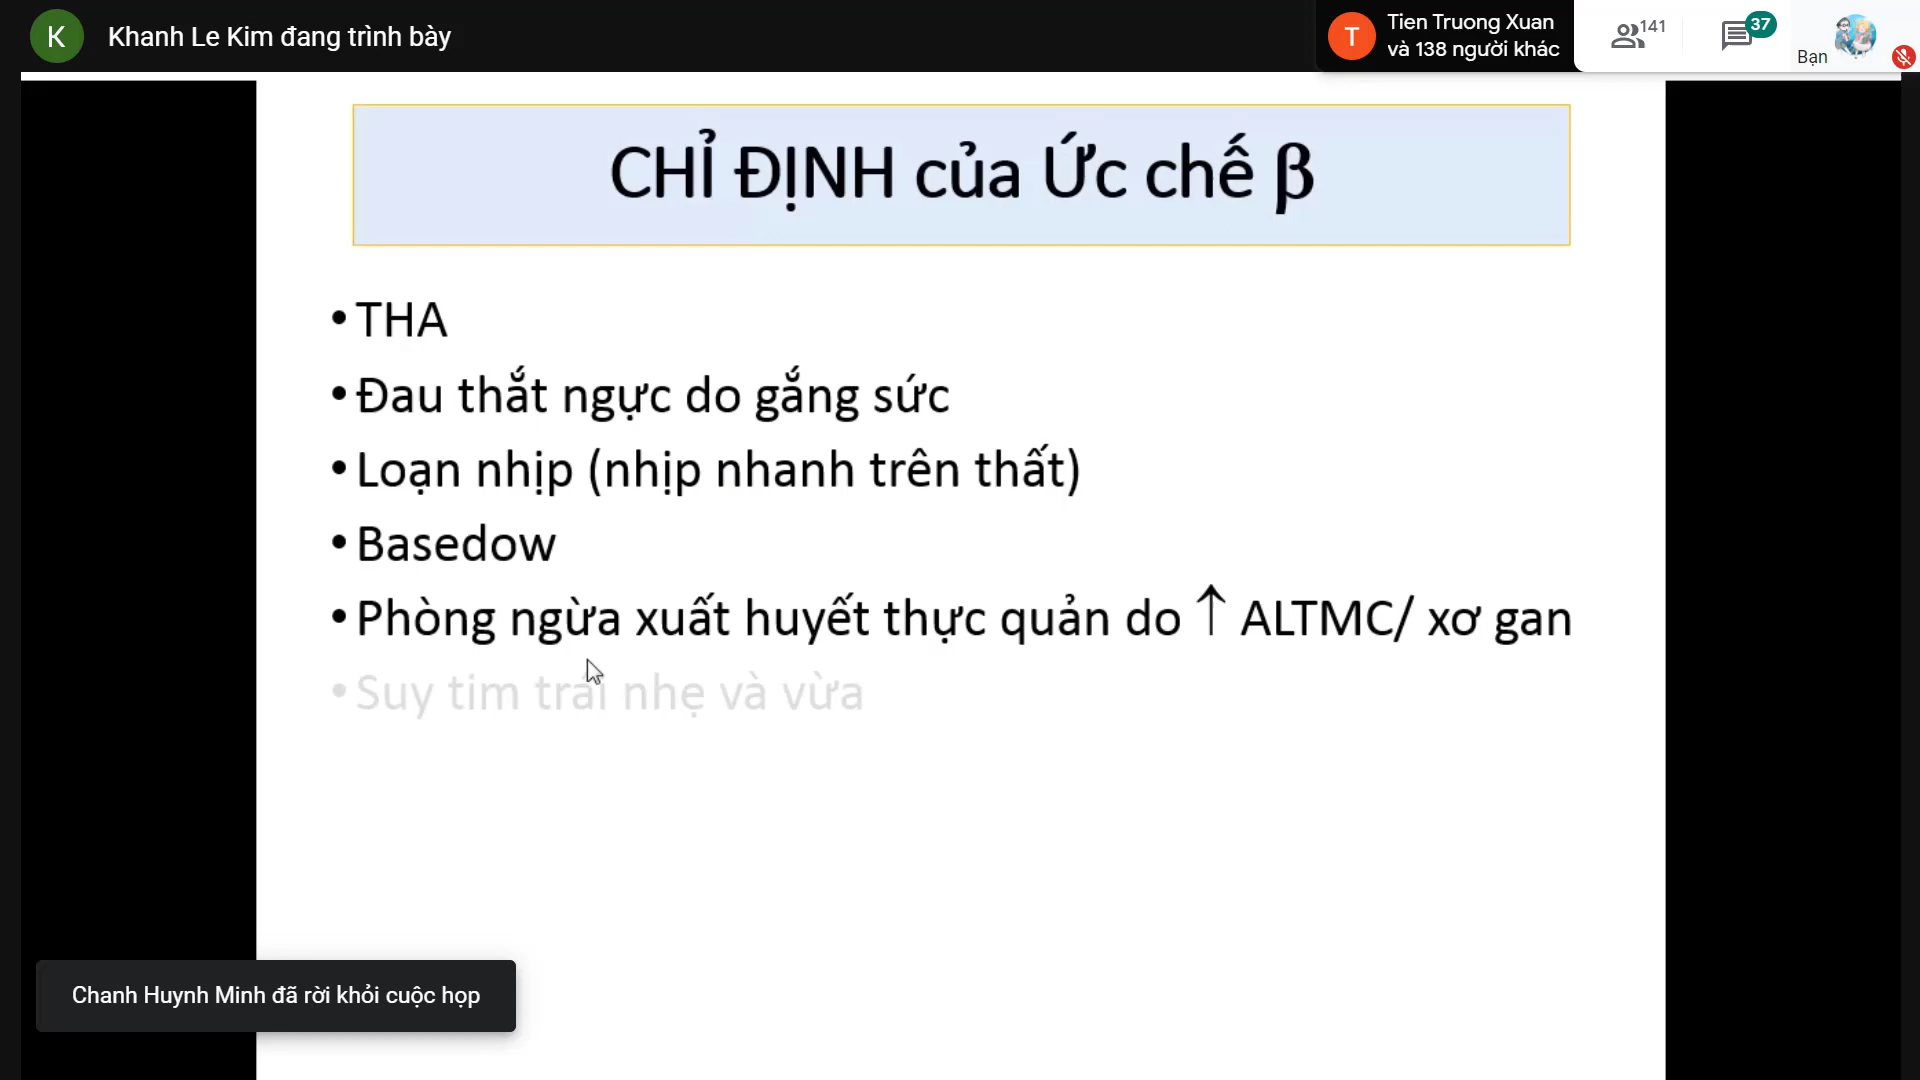 K
Khanh Le Kim đang trình bày
T
Tien Truong Xuan
và 138 người khác
141
37
Bạn
CHỈ ĐỊNH của Ức chế β
• THA
• Đau thắt ngực do gắng sức
• Loạn nhịp (nhịp nhanh trên thất)
• Basedow
• Phòng ngừa xuất huyết thực quản do ↑ ALTMC/ xơ gan
• Suy tim trái nhẹ và vừa
Chanh Huynh Minh đã rời khỏi cuộc họp